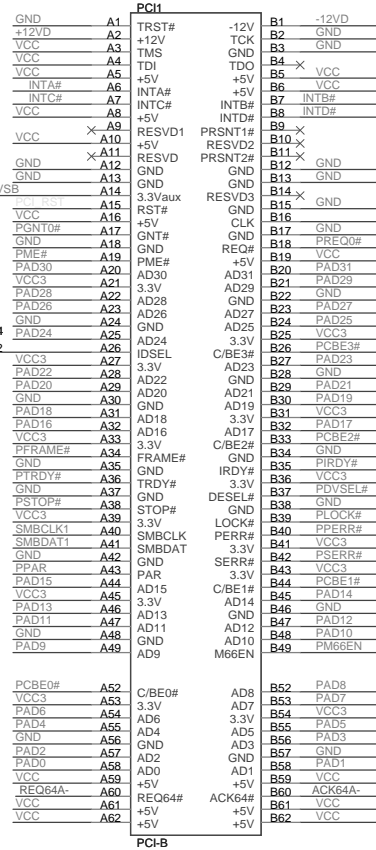 PCI1
GND A1 TRST# -12V B1 -12VD
+12VD A2 +12V TCK B2 GND
VCC A3 TMS GND B3 GND
VCC A4 TDI TDO B4
VCC A5 +5V +5V B5 VCC
INTA# A6 INTA# +5V B6 VCC
INTC# A7 INTC# INTB# B7 INTB#
VCC A8 +5V INTD# B8 INTD#
A9 RESVD1 PRSNT1# B9
VCC A10 +5V RESVD2 B10
A11 RESVD PRSNT2# B11
GND A12 GND GND B12 GND
GND A13 GND GND B13 GND
VSB A14 3.3Vaux RESVD3 B14
PCI_RST A15 RST# GND B15 GND
VCC A16 +5V CLK B16
PGNT0# A17 GNT# GND B17 GND
GND A18 GND REQ# B18 PREQ0#
PME# A19 PME# +5V B19 VCC
PAD30 A20 AD30 AD31 B20 PAD31
VCC3 A21 3.3V AD29 B21 PAD29
PAD28 A22 AD28 GND B22 GND
PAD26 A23 AD26 AD27 B23 PAD27
GND A24 GND AD25 B24 PAD25
PAD24 A25 AD24 3.3V B25 VCC3
A26 IDSEL C/BE3# B26 PCBE3#
VCC3 A27 3.3V AD23 B27 PAD23
PAD22 A28 AD22 GND B28 GND
PAD20 A29 AD20 AD21 B29 PAD21
GND A30 GND AD19 B30 PAD19
PAD18 A31 AD18 3.3V B31 VCC3
PAD16 A32 AD16 AD17 B32 PAD17
VCC3 A33 3.3V C/BE2# B33 PCBE2#
PFRAME# A34 FRAME# GND B34 GND
GND A35 GND IRDY# B35 PIRDY#
PTRDY# A36 TRDY# 3.3V B36 VCC3
GND A37 GND DESEL# B37 PDVSEL#
PSTOP# A38 STOP# GND B38 GND
VCC3 A39 3.3V LOCK# B39 PLOCK#
SMBCLK1 A40 SMBCLK PERR# B40 PPERR#
SMBDAT1 A41 SMBDAT 3.3V B41 VCC3
GND A42 GND SERR# B42 PSERR#
PPAR A43 PAR 3.3V B43 VCC3
PAD15 A44 AD15 C/BE1# B44 PCBE1#
VCC3 A45 3.3V AD14 B45 PAD14
PAD13 A46 AD13 GND B46 GND
PAD11 A47 AD11 AD12 B47 PAD12
GND A48 GND AD10 B48 PAD10
PAD9 A49 AD9 M66EN B49 PM66EN
PCBE0# A52 C/BE0# AD8 B52 PAD8
VCC3 A53 3.3V AD7 B53 PAD7
PAD6 A54 AD6 3.3V B54 VCC3
PAD4 A55 AD4 AD5 B55 PAD5
GND A56 GND AD3 B56 PAD3
PAD2 A57 AD2 GND B57 GND
PAD0 A58 AD0 AD1 B58 PAD1
VCC A59 +5V +5V B59 VCC
REQ64A- A60 REQ64# ACK64# B60 ACK64A-
VCC A61 +5V +5V B61 VCC
VCC A62 +5V +5V B62 VCC
PCI-B